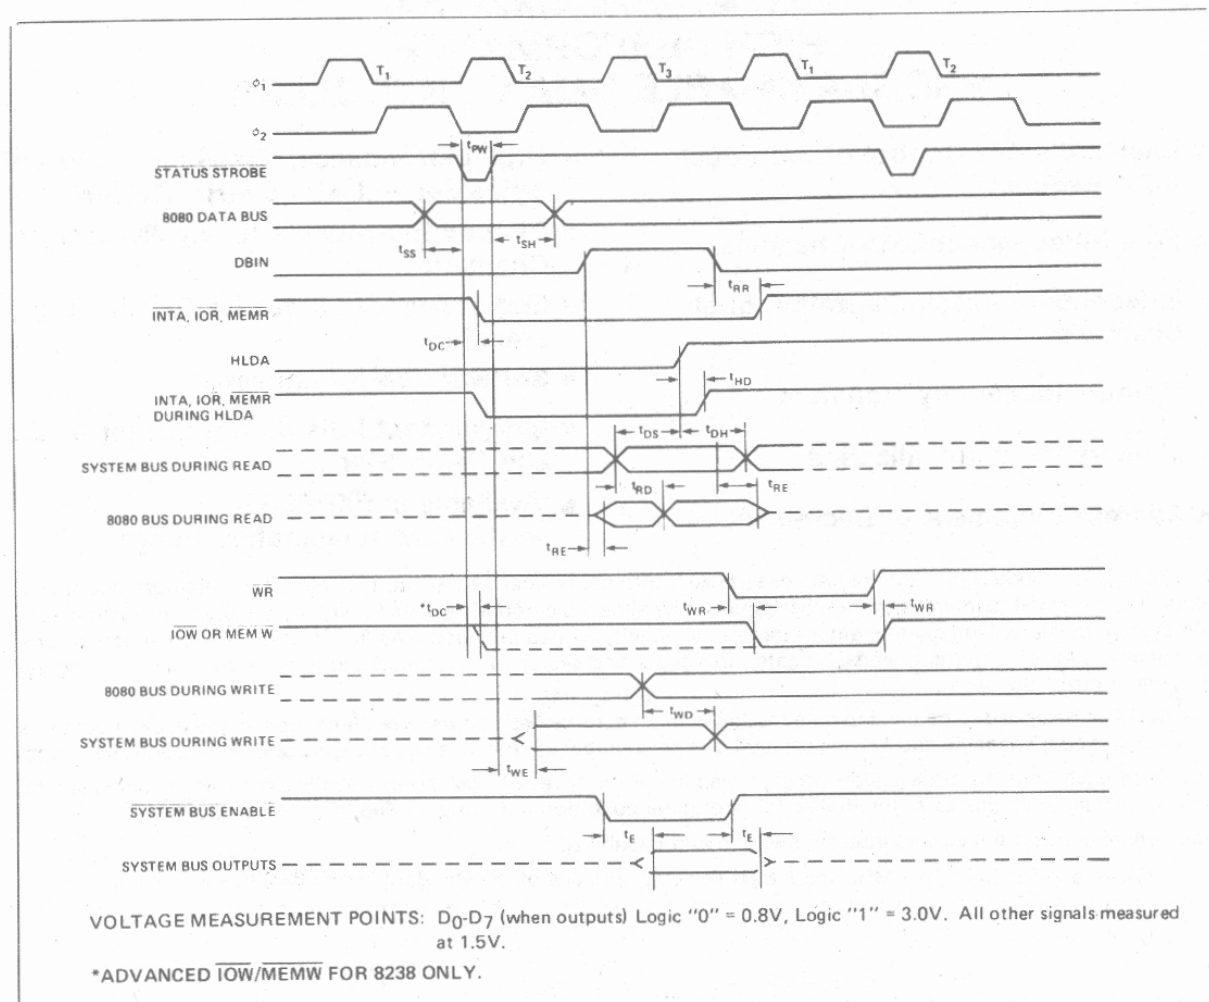 T1 T2 T3 T1 T2
ϕ1
ϕ2
tPW
STATUS STROBE
8080 DATA BUS
tSS tSH
DBIN
tRR
INTA, IOR, MEMR
tDC
HLDA
tHD
INTA, IOR, MEMR
DURING HLDA
tDS tDH
SYSTEM BUS DURING READ
tRD tRE
8080 BUS DURING READ
tRE
WR
*tDC tWR tWR
IOW OR MEM W
8080 BUS DURING WRITE
tWD
SYSTEM BUS DURING WRITE
tWE
SYSTEM BUS ENABLE
tE tE
SYSTEM BUS OUTPUTS
VOLTAGE MEASUREMENT POINTS: D0-D7 (when outputs) Logic "0" = 0.8V, Logic "1" = 3.0V. All other signals measured
at 1.5V.
*ADVANCED IOW/MEMW FOR 8238 ONLY.